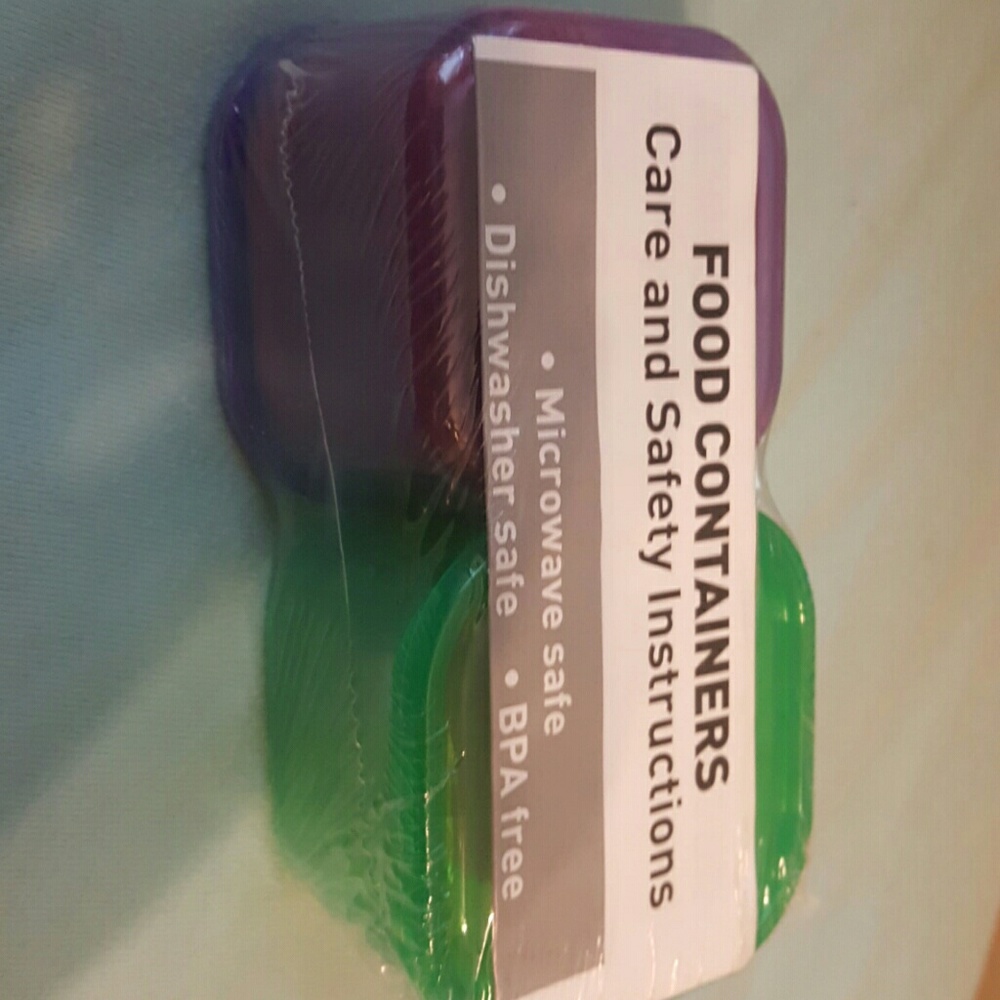 FOOD CONTAINERS
Care and Safety Instructions
• Microwave safe
• Dishwasher safe • BPA free